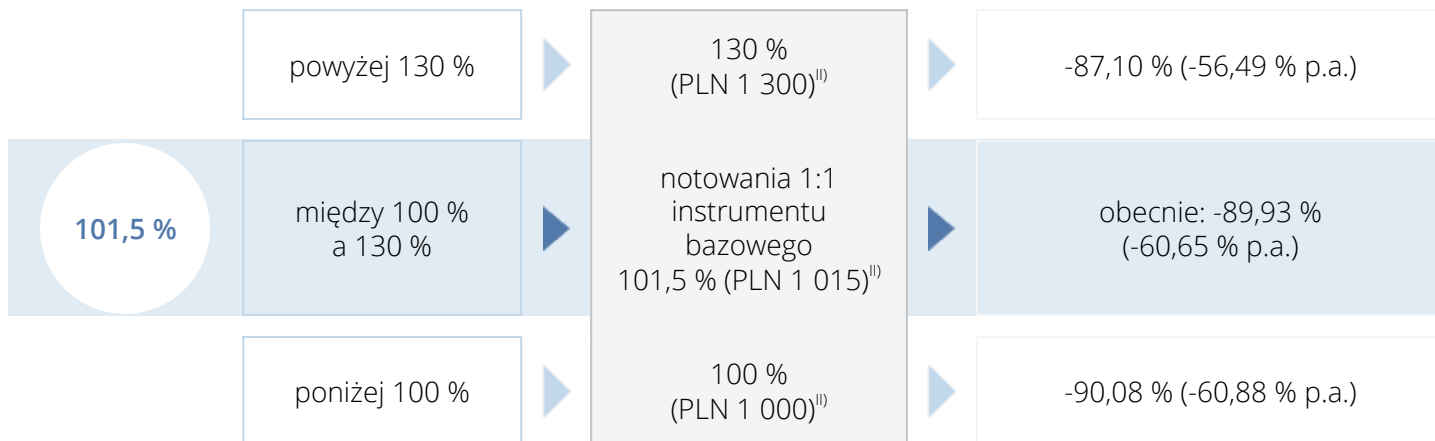 powyżej 130 %
130 %
(PLN 1 300)II)
-87,10 % (-56,49 % p.a.)
101,5 %
między 100 %
a 130 %
notowania 1:1
instrumentu
bazowego
101,5 % (PLN 1 015)II)
obecnie: -89,93 %
(-60,65 % p.a.)
poniżej 100 %
100 %
(PLN 1 000)II)
-90,08 % (-60,88 % p.a.)